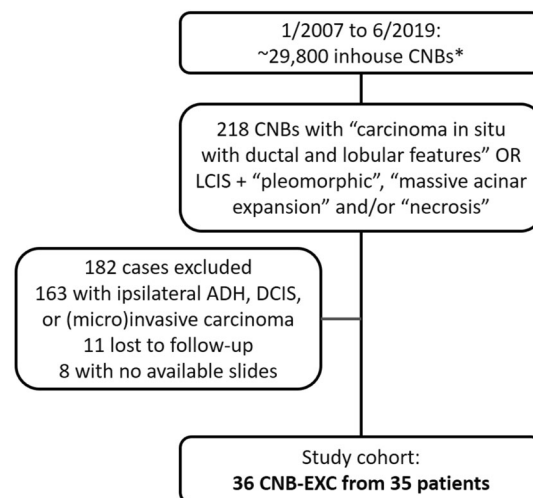 1/2007 to 6/2019:
~29,800 inhouse CNBs*
218 CNBs with “carcinoma in situ
with ductal and lobular features” OR
LCIS + “pleomorphic”, “massive acinar
expansion” and/or “necrosis”
182 cases excluded
163 with ipsilateral ADH, DCIS,
or (micro)invasive carcinoma
11 lost to follow-up
8 with no available slides
Study cohort:
36 CNB-EXC from 35 patients